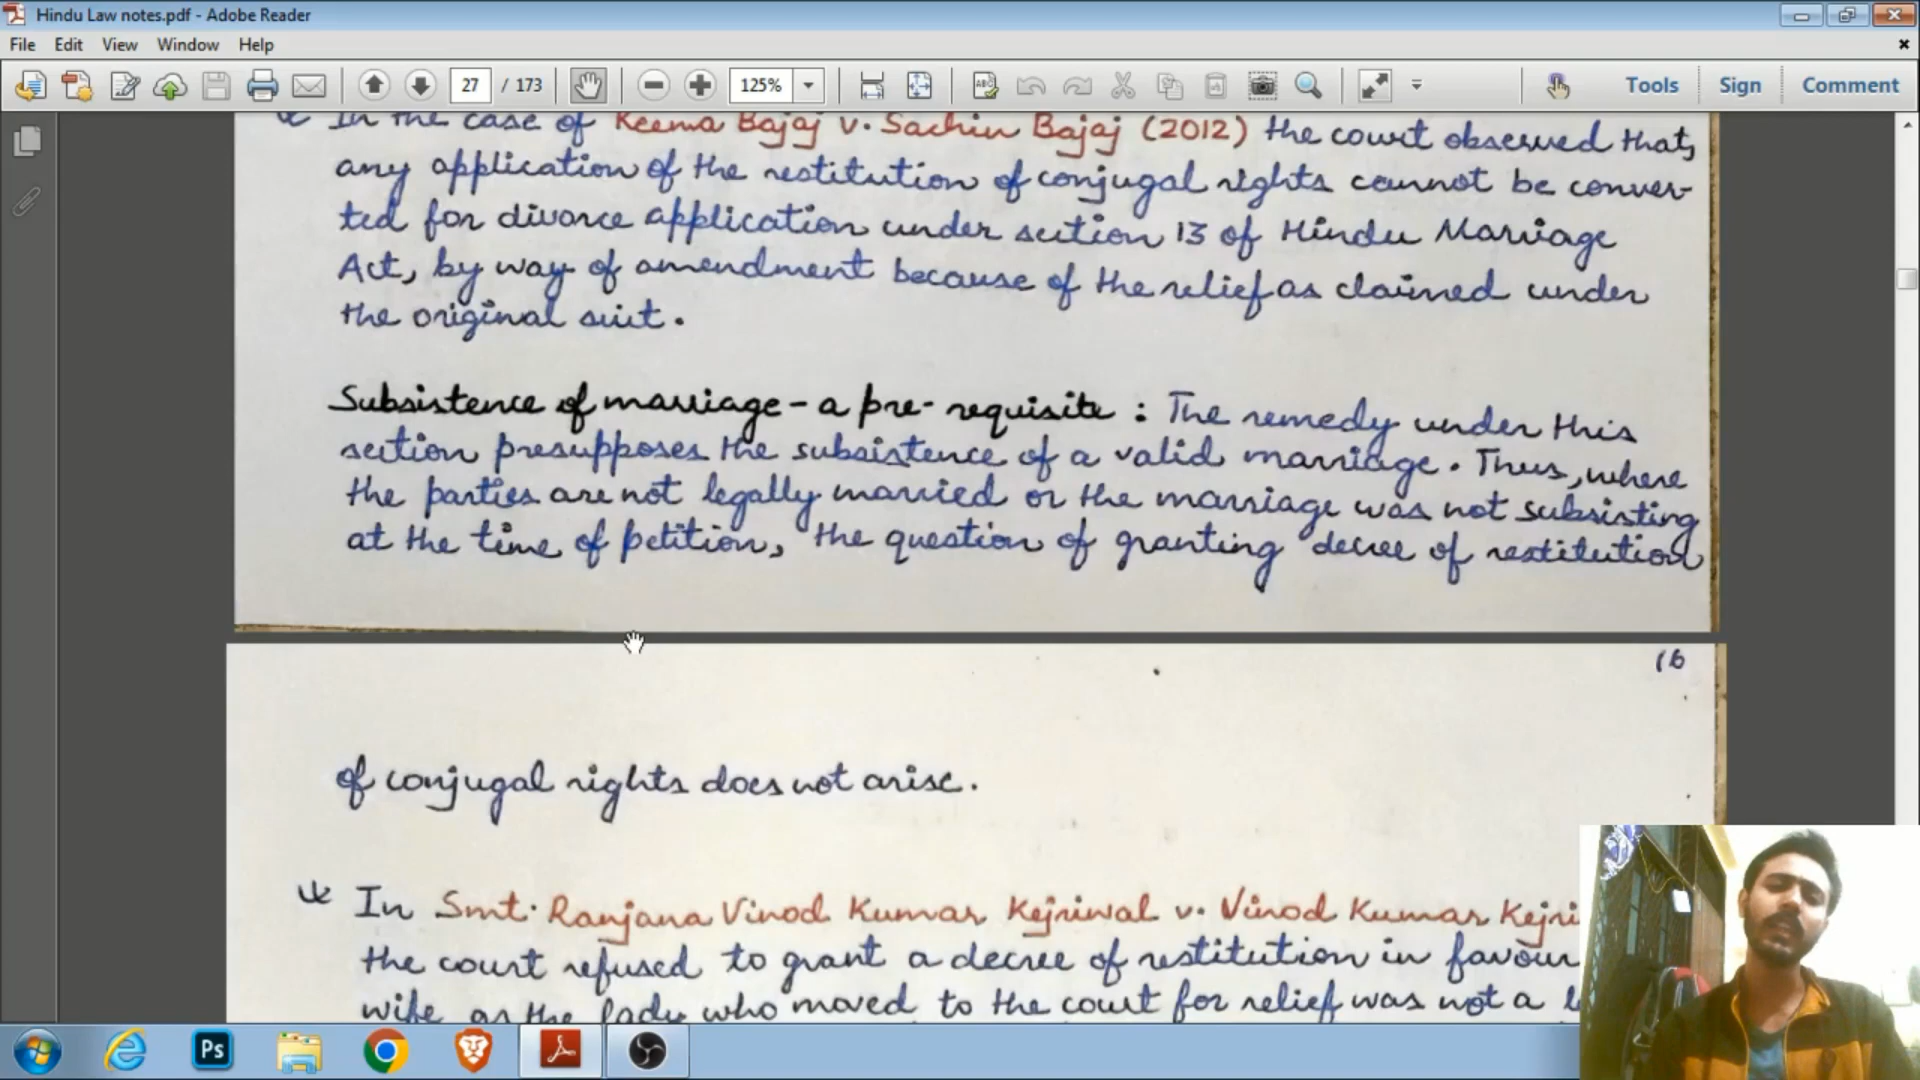 Hindu Law notes.pdf - Adobe Reader
File Edit View Window Help
27 / 173 125% Tools Sign Comment
In the case of Reema Bajaj v. Sachin Bajaj (2012) the court observed that,
any application of the restitution of conjugal rights cannot be conver-
ted for divorce application under section 13 of Hindu Marriage
Act, by way of amendment because of the relief as claimed under
the original suit.
Subsistence of marriage - a pre-requisite : The remedy under this
section presupposes the subsistence of a valid marriage. Thus, where
the parties are not legally married or the marriage was not subsisting
at the time of petition, the question of granting decree of restitution
16
of conjugal rights does not arise.
In Smt. Ranjana Vinod Kumar Kejriwal v. Vinod Kumar Kejri
the court refused to grant a decree of restitution in favour
wife as the lady who moved to the court for relief was not a
Ps